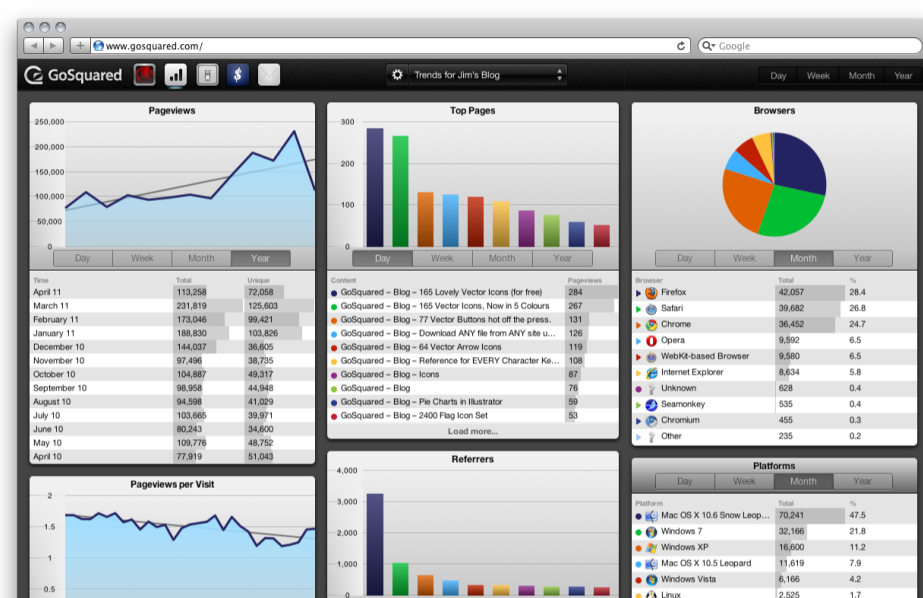 www.gosquared.com/
Google
GoSquared
Trends for Jim's Blog
Day Week Month Year
Pageviews
250,000
200,000
150,000
100,000
50,000
0
Day Week Month Year
Time Total Unique
April 11 113,258 72,058
March 11 231,819 125,603
February 11 173,046 99,421
January 11 188,830 103,826
December 10 144,037 36,605
November 10 97,496 38,735
October 10 104,887 49,317
September 10 98,958 44,948
August 10 94,598 41,029
July 10 103,665 39,971
June 10 80,243 34,600
May 10 109,776 48,752
April 10 77,919 51,043
Pageviews per Visit
2
1.5
1
0.5
Top Pages
300
200
100
0
Day Week Month Year
Content Pageviews
GoSquared – Blog – 165 Lovely Vector Icons (for free) 284
GoSquared – Blog – 165 Vector Icons, Now in 5 Colours 267
GoSquared – Blog – 77 Vector Buttons hot off the press. 131
GoSquared – Blog – Download ANY file from ANY site u... 126
GoSquared – Blog – 64 Vector Arrow Icons 119
GoSquared – Blog – Reference for EVERY Character Ke... 108
GoSquared – Blog – Icons 87
GoSquared – Blog 76
GoSquared – Blog – Pie Charts in Illustrator 59
GoSquared – Blog – 2400 Flag Icon Set 53
Load more...
Referrers
4,000
3,000
2,000
1,000
0
Browsers
Day Week Month Year
Browser Total %
Firefox 42,057 28.4
Safari 39,682 26.8
Chrome 36,452 24.7
Opera 9,592 6.5
WebKit-based Browser 9,580 6.5
Internet Explorer 8,634 5.8
Unknown 628 0.4
Seamonkey 535 0.4
Chromium 455 0.3
Other 235 0.2
Platforms
Day Week Month Year
Platform Total %
Mac OS X 10.6 Snow Leop... 70,241 47.5
Windows 7 32,166 21.8
Windows XP 16,600 11.2
Mac OS X 10.5 Leopard 11,619 7.9
Windows Vista 6,166 4.2
Linux 2,525 1.7